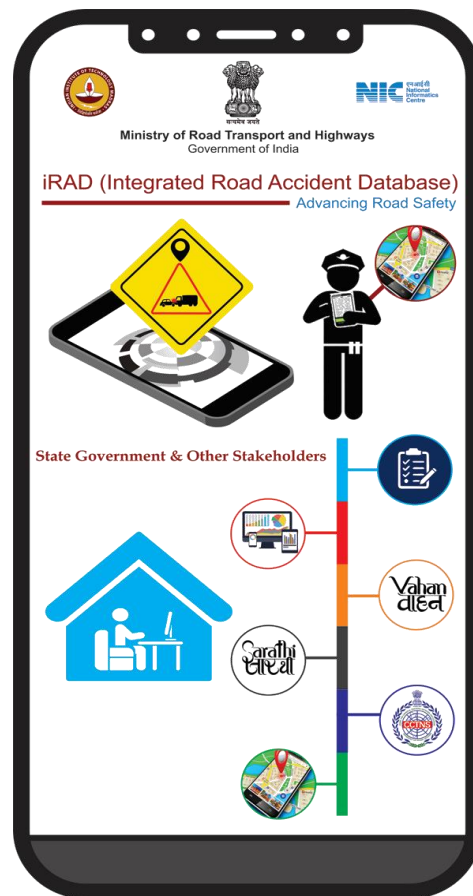 एनआईसी
NIC National
Informatics
Centre
सत्यमेव जयते
Ministry of Road Transport and Highways
Government of India
iRAD (Integrated Road Accident Database)
Advancing Road Safety
State Government & Other Stakeholders
Vahan
वाहन
Sarathi
सारथी
CCTNS